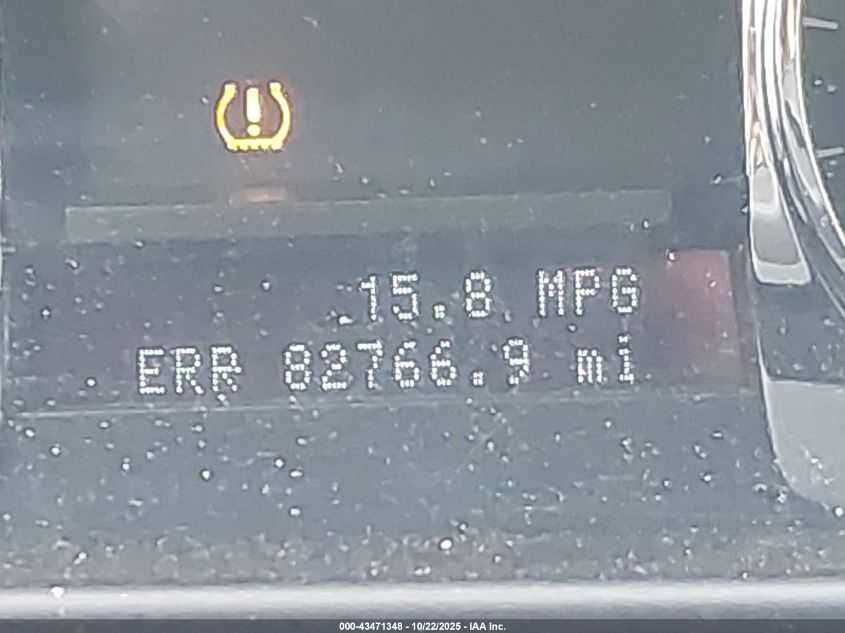 15.8 MPG
ERR 82766.9 mi
000-43471348 - 10/22/2025 - IAA Inc.